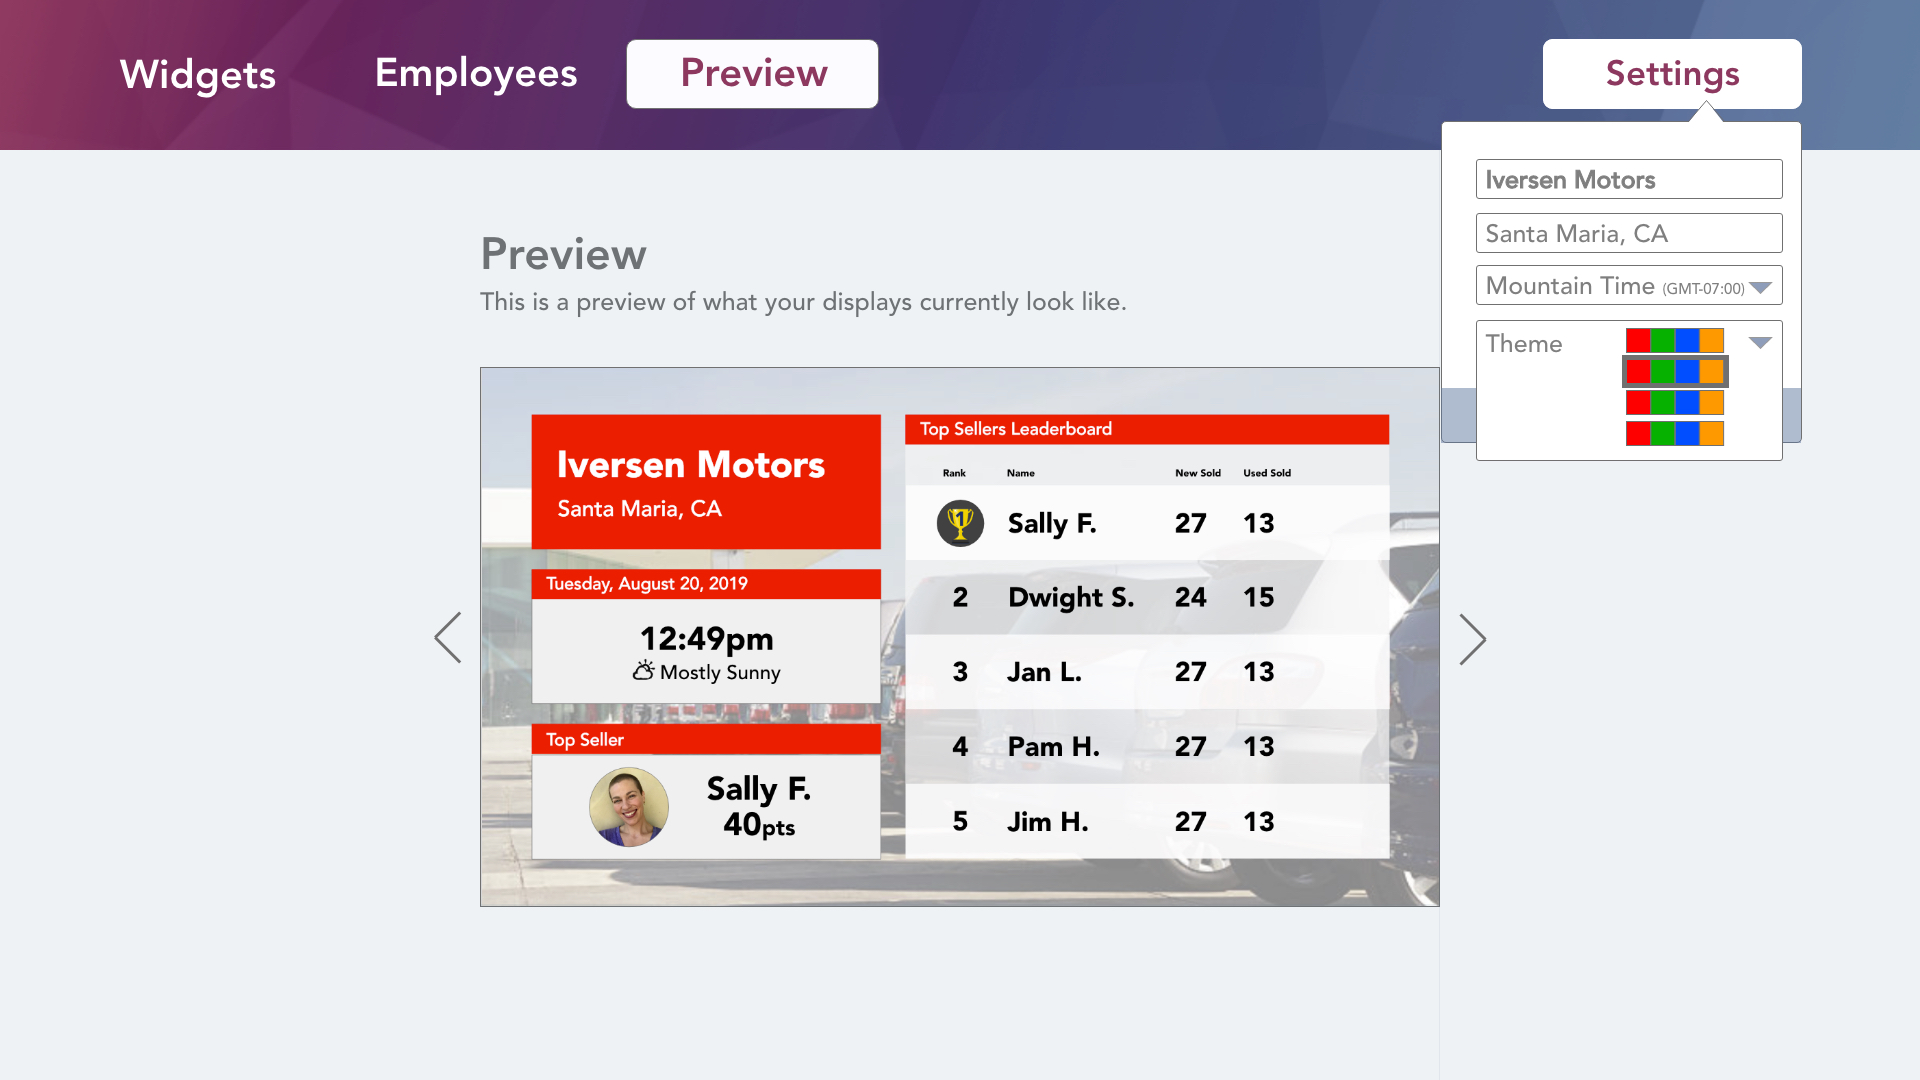 Widgets
Employees
Preview
Settings
Iversen Motors
Santa Maria, CA
Mountain Time (GMT-07:00)
Theme
Preview
This is a preview of what your displays currently look like.
Iversen Motors
Santa Maria, CA
Tuesday, August 20, 2019
12:49pm
Mostly Sunny
Top Seller
Sally F.
40pts
Top Sellers Leaderboard
Rank Name New Sold Used Sold
1 Sally F. 27 13
2 Dwight S. 24 15
3 Jan L. 27 13
4 Pam H. 27 13
5 Jim H. 27 13